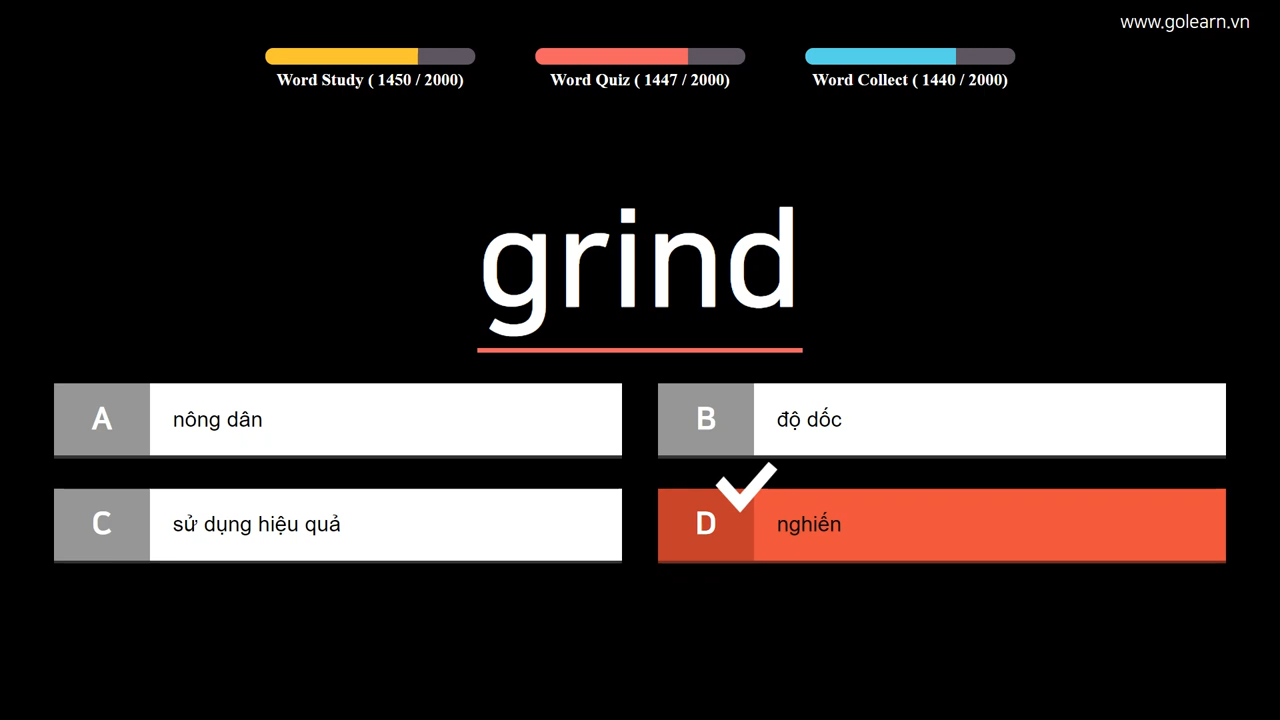 www.golearn.vn
Word Study ( 1450 / 2000)
Word Quiz ( 1447 / 2000)
Word Collect ( 1440 / 2000)
grind
A nông dân
B độ dốc
C sử dụng hiệu quả
D nghiến